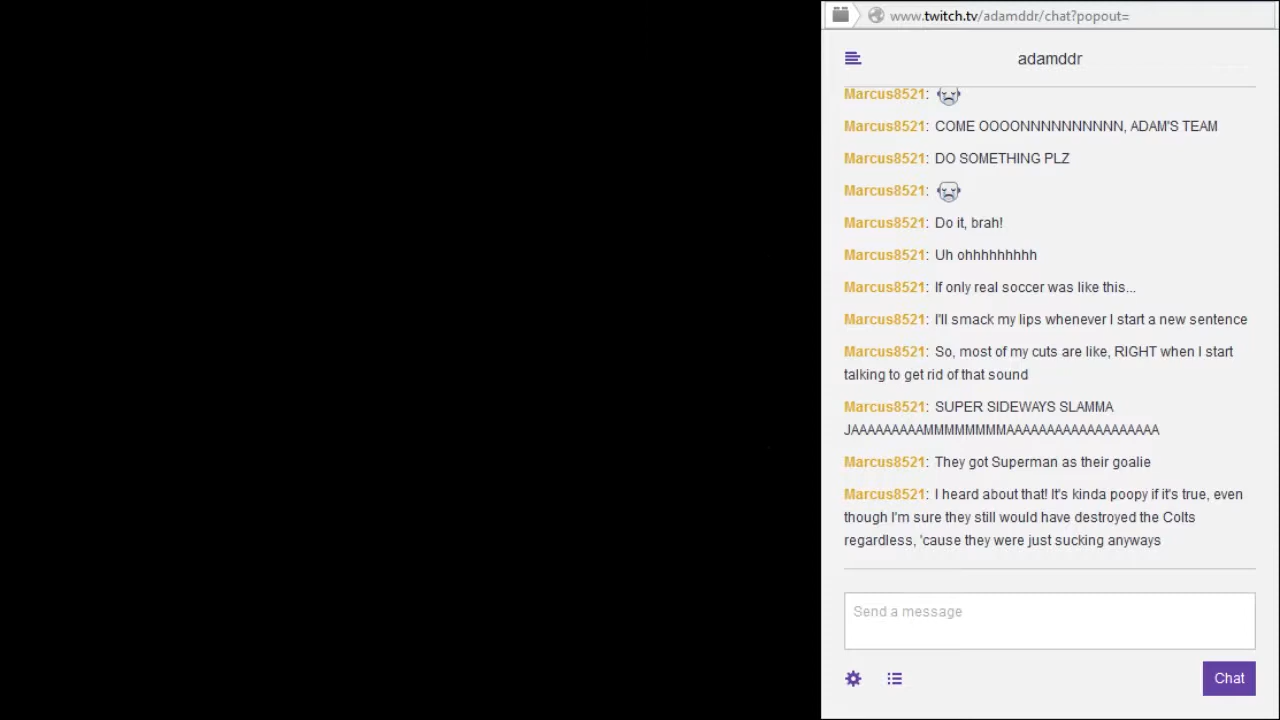 www.twitch.tv/adamddr/chat?popout=
adamddr
Marcus8521:
Marcus8521: COME OOOONNNNNNNNNN, ADAM'S TEAM
Marcus8521: DO SOMETHING PLZ
Marcus8521:
Marcus8521: Do it, brah!
Marcus8521: Uh ohhhhhhhhh
Marcus8521: If only real soccer was like this...
Marcus8521: I'll smack my lips whenever I start a new sentence
Marcus8521: So, most of my cuts are like, RIGHT when I start
talking to get rid of that sound
Marcus8521: SUPER SIDEWAYS SLAMMA
JAAAAAAAAAMMMMMMMMAAAAAAAAAAAAAAAAAAA
Marcus8521: They got Superman as their goalie
Marcus8521: I heard about that! It's kinda poopy if it's true, even
though I'm sure they still would have destroyed the Colts
regardless, 'cause they were just sucking anyways
Send a message
Chat